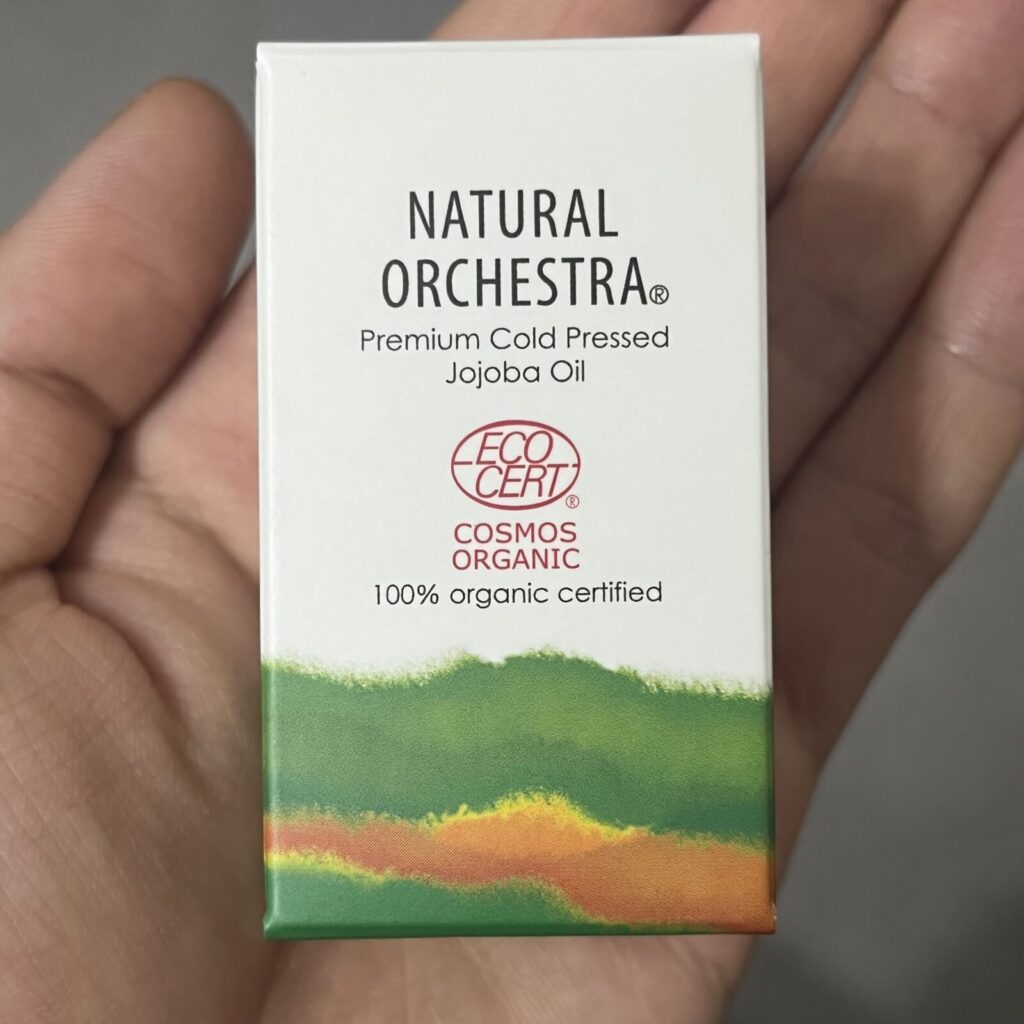 NATURAL
ORCHESTRA®
Premium Cold Pressed
Jojoba Oil
ECO
CERT®
COSMOS
ORGANIC
100% organic certified